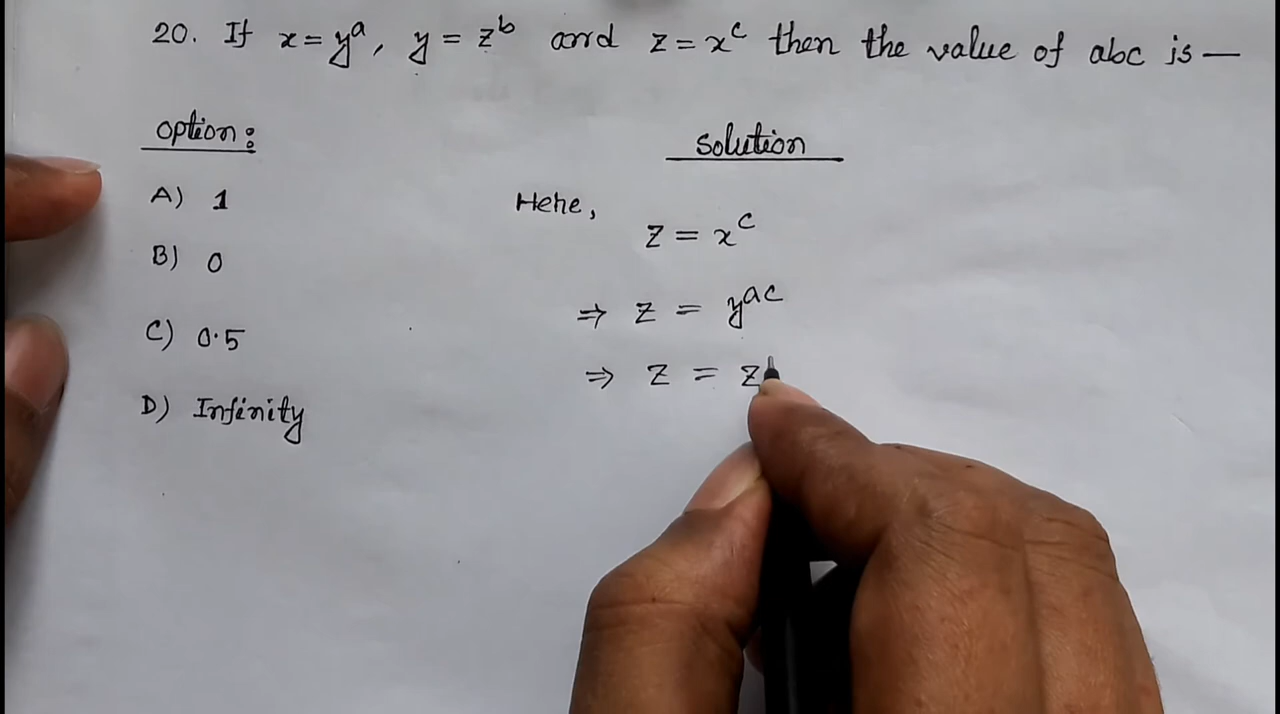 20. If x = y^a, y = z^b and z = x^c then the value of abc is —
Option:
A) 1
B) 0
C) 0.5
D) Infinity
Solution
Here,
z = x^c
⇒ z = y^ac
⇒ z = z